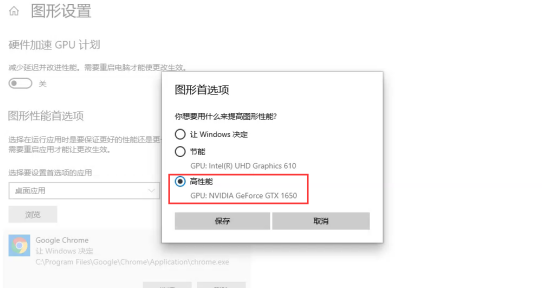 图形设置
硬件加速 GPU 计划
减少延迟并改进性能。需要重启电脑才能使更改生效。
关
图形性能首选项
选择在运行应用时是要保证更好的性能还是更
需要重启应用才能让更改生效。
选择要设置首选项的应用
桌面应用
浏览
Google Chrome
让 Windows 决定
C:\Program Files\Google\Chrome\Application\chrome.exe
图形首选项
你想要用什么来提高图形性能?
让 Windows 决定
节能
GPU: Intel(R) UHD Graphics 610
高性能
GPU: NVIDIA GeForce GTX 1650
保存 取消